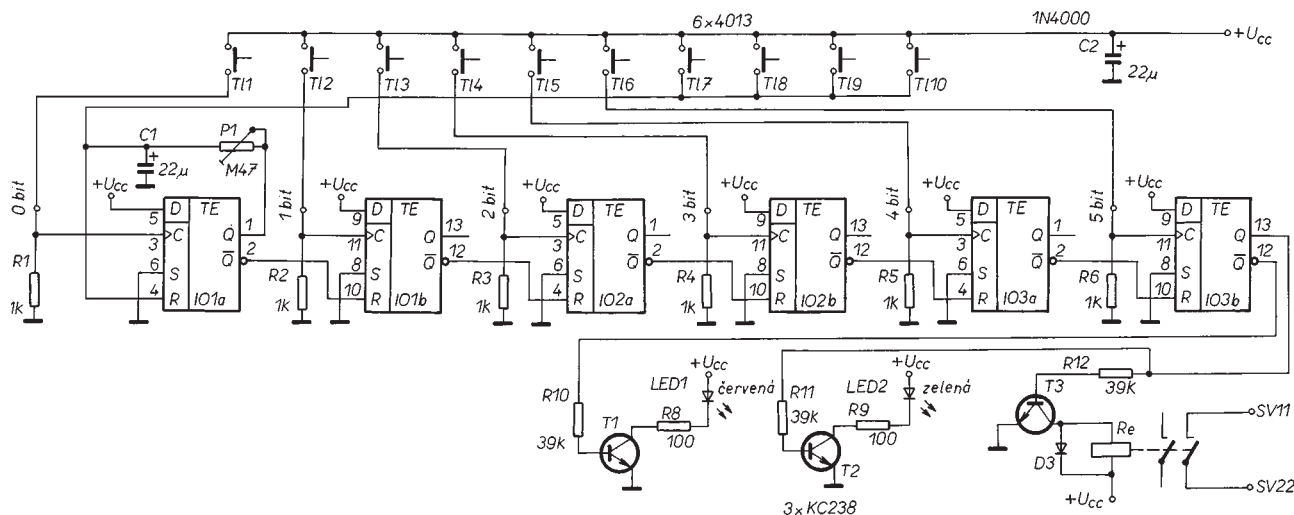 6×4013
1N4000
+Ucc
C2
+
22µ
Tl1
Tl2
Tl3
Tl4
Tl5
Tl6
Tl7
Tl8
Tl9
Tl10
C1
+
22µ
P1
M47
0 bit
1 bit
2 bit
3 bit
4 bit
5 bit
+Ucc
5 D TE
3 C Q 1
6 S Q 2
4 R IO1a
R1
1k
+Ucc
9 D TE
11 C Q 13
8 S Q 12
10 R IO1b
R2
1k
+Ucc
5 D TE
3 C Q 1
6 S Q 2
4 R IO2a
R3
1k
+Ucc
9 D TE
11 C Q 13
8 S Q 12
10 R IO2b
R4
1k
+Ucc
5 D TE
3 C Q 1
6 S Q 2
4 R IO3a
R5
1k
+Ucc
9 D TE
11 C Q 13
8 S Q 12
10 R IO3b
R6
1k
R10
39k
T1
R8
100
LED1
+Ucc
červená
R11
39k
T2
R9
100
LED2
+Ucc
zelená
3×KC238
R12
39k
T3
D3
Re
+Ucc
SV11
SV22